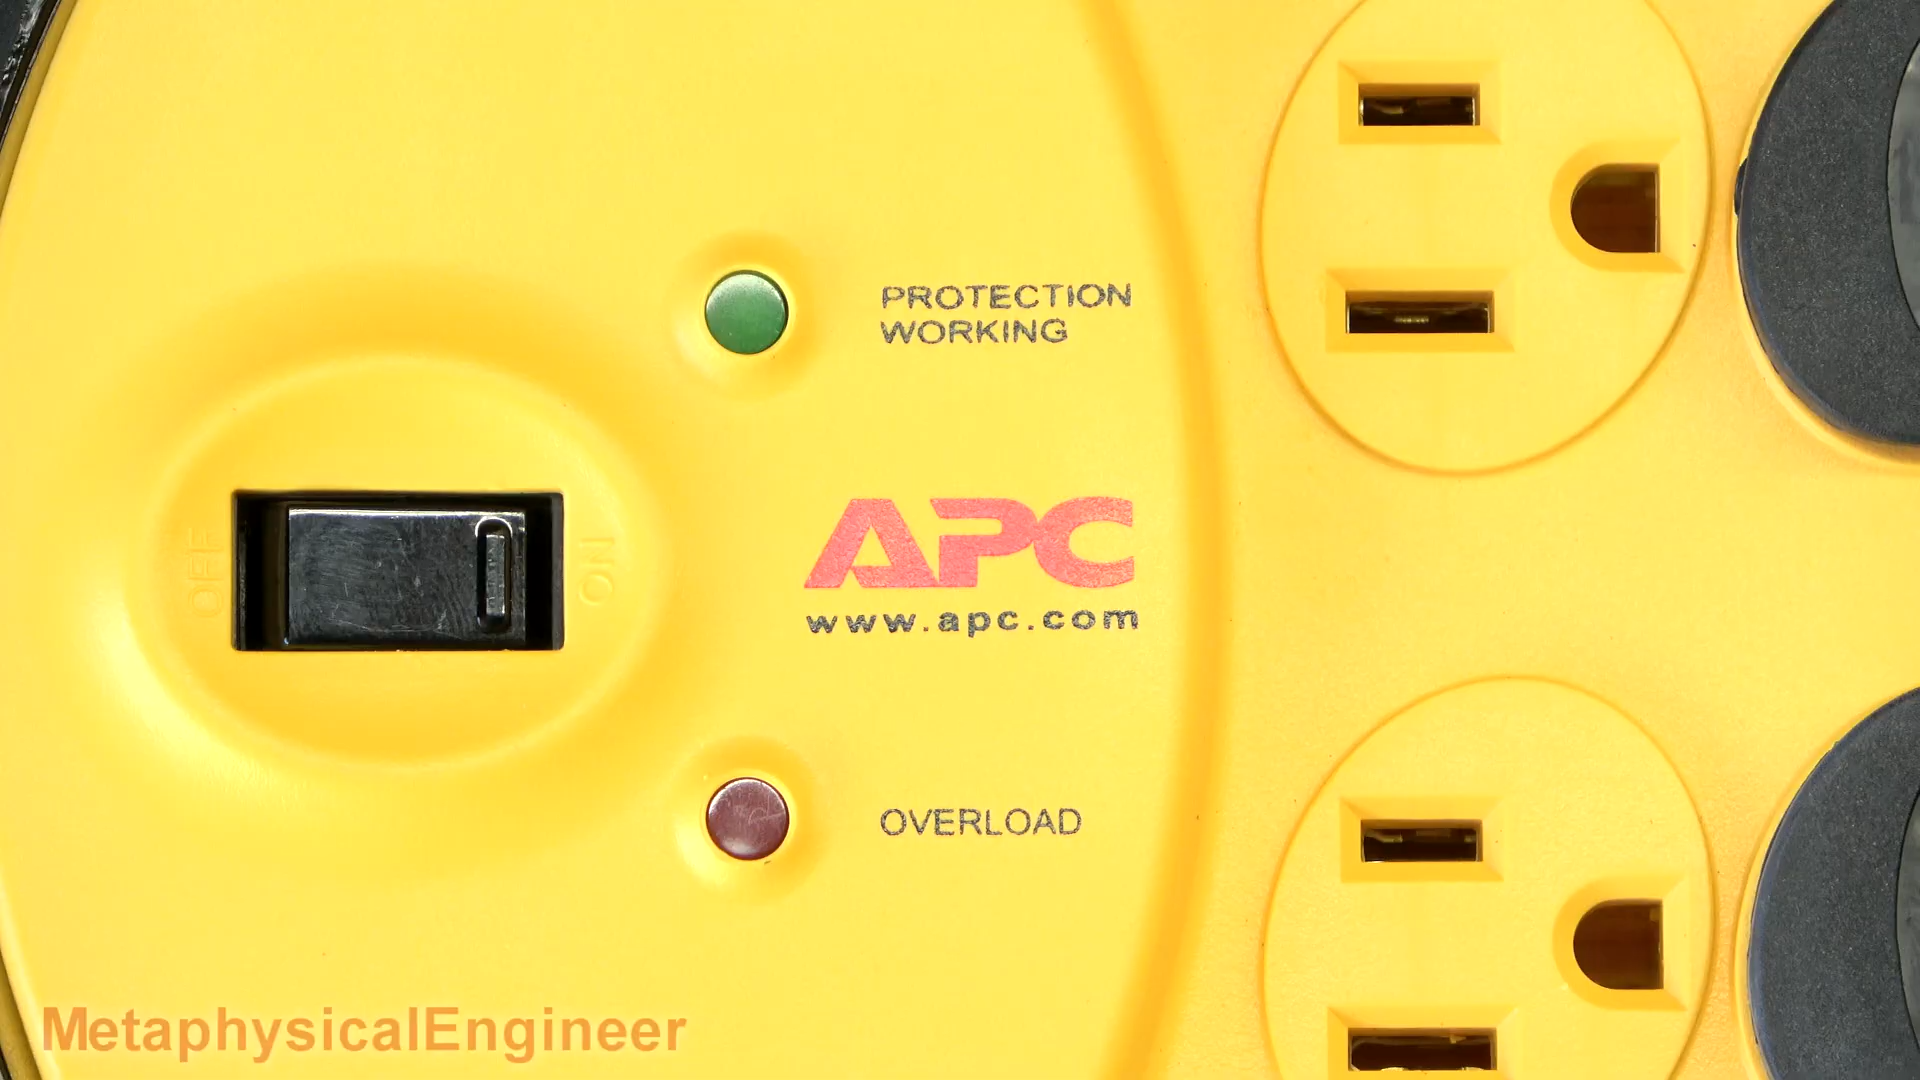 PROTECTION
WORKING
OFF
ON
APC
www.apc.com
OVERLOAD
MetaphysicalEngineer